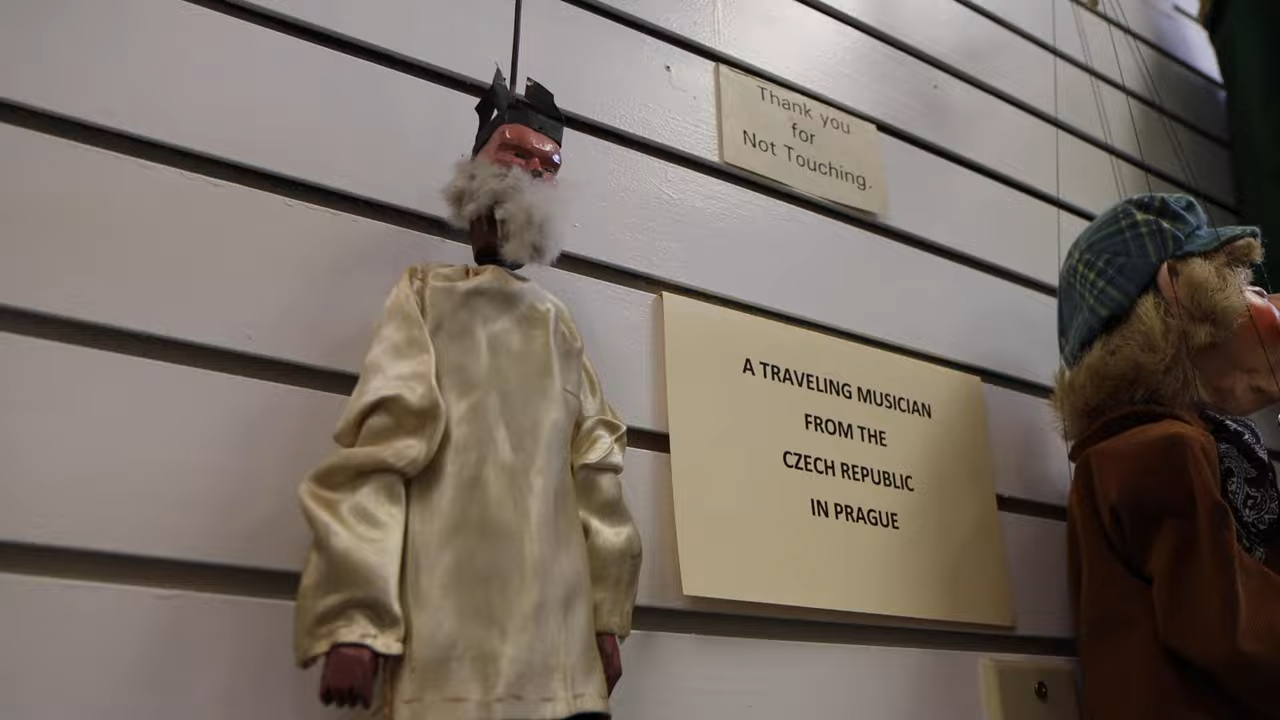 Thank you
for
Not Touching.
A TRAVELING MUSICIAN
FROM THE
CZECH REPUBLIC
IN PRAGUE